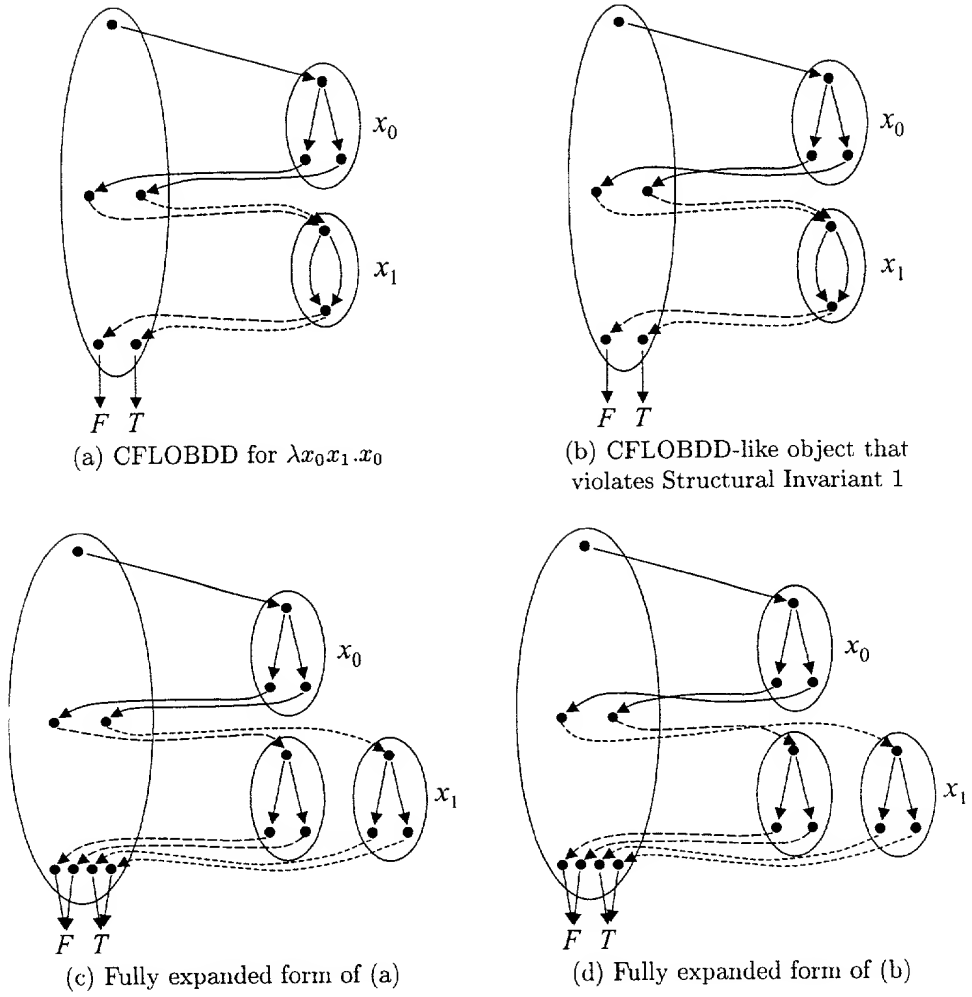 x₀
x₀
x₁
x₁
F T
F T
(a) CFLOBDD for λx₀x₁.x₀
(b) CFLOBDD-like object that
violates Structural Invariant 1
x₀
x₀
x₁
x₁
F T
F T
(c) Fully expanded form of (a)
(d) Fully expanded form of (b)